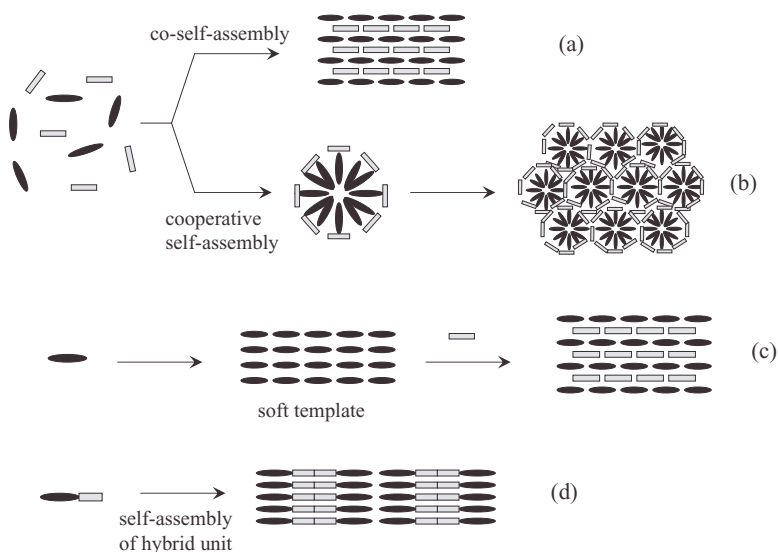 co-self-assembly
(a)
cooperative
self-assembly
(b)
soft template
(c)
self-assembly
of hybrid unit
(d)